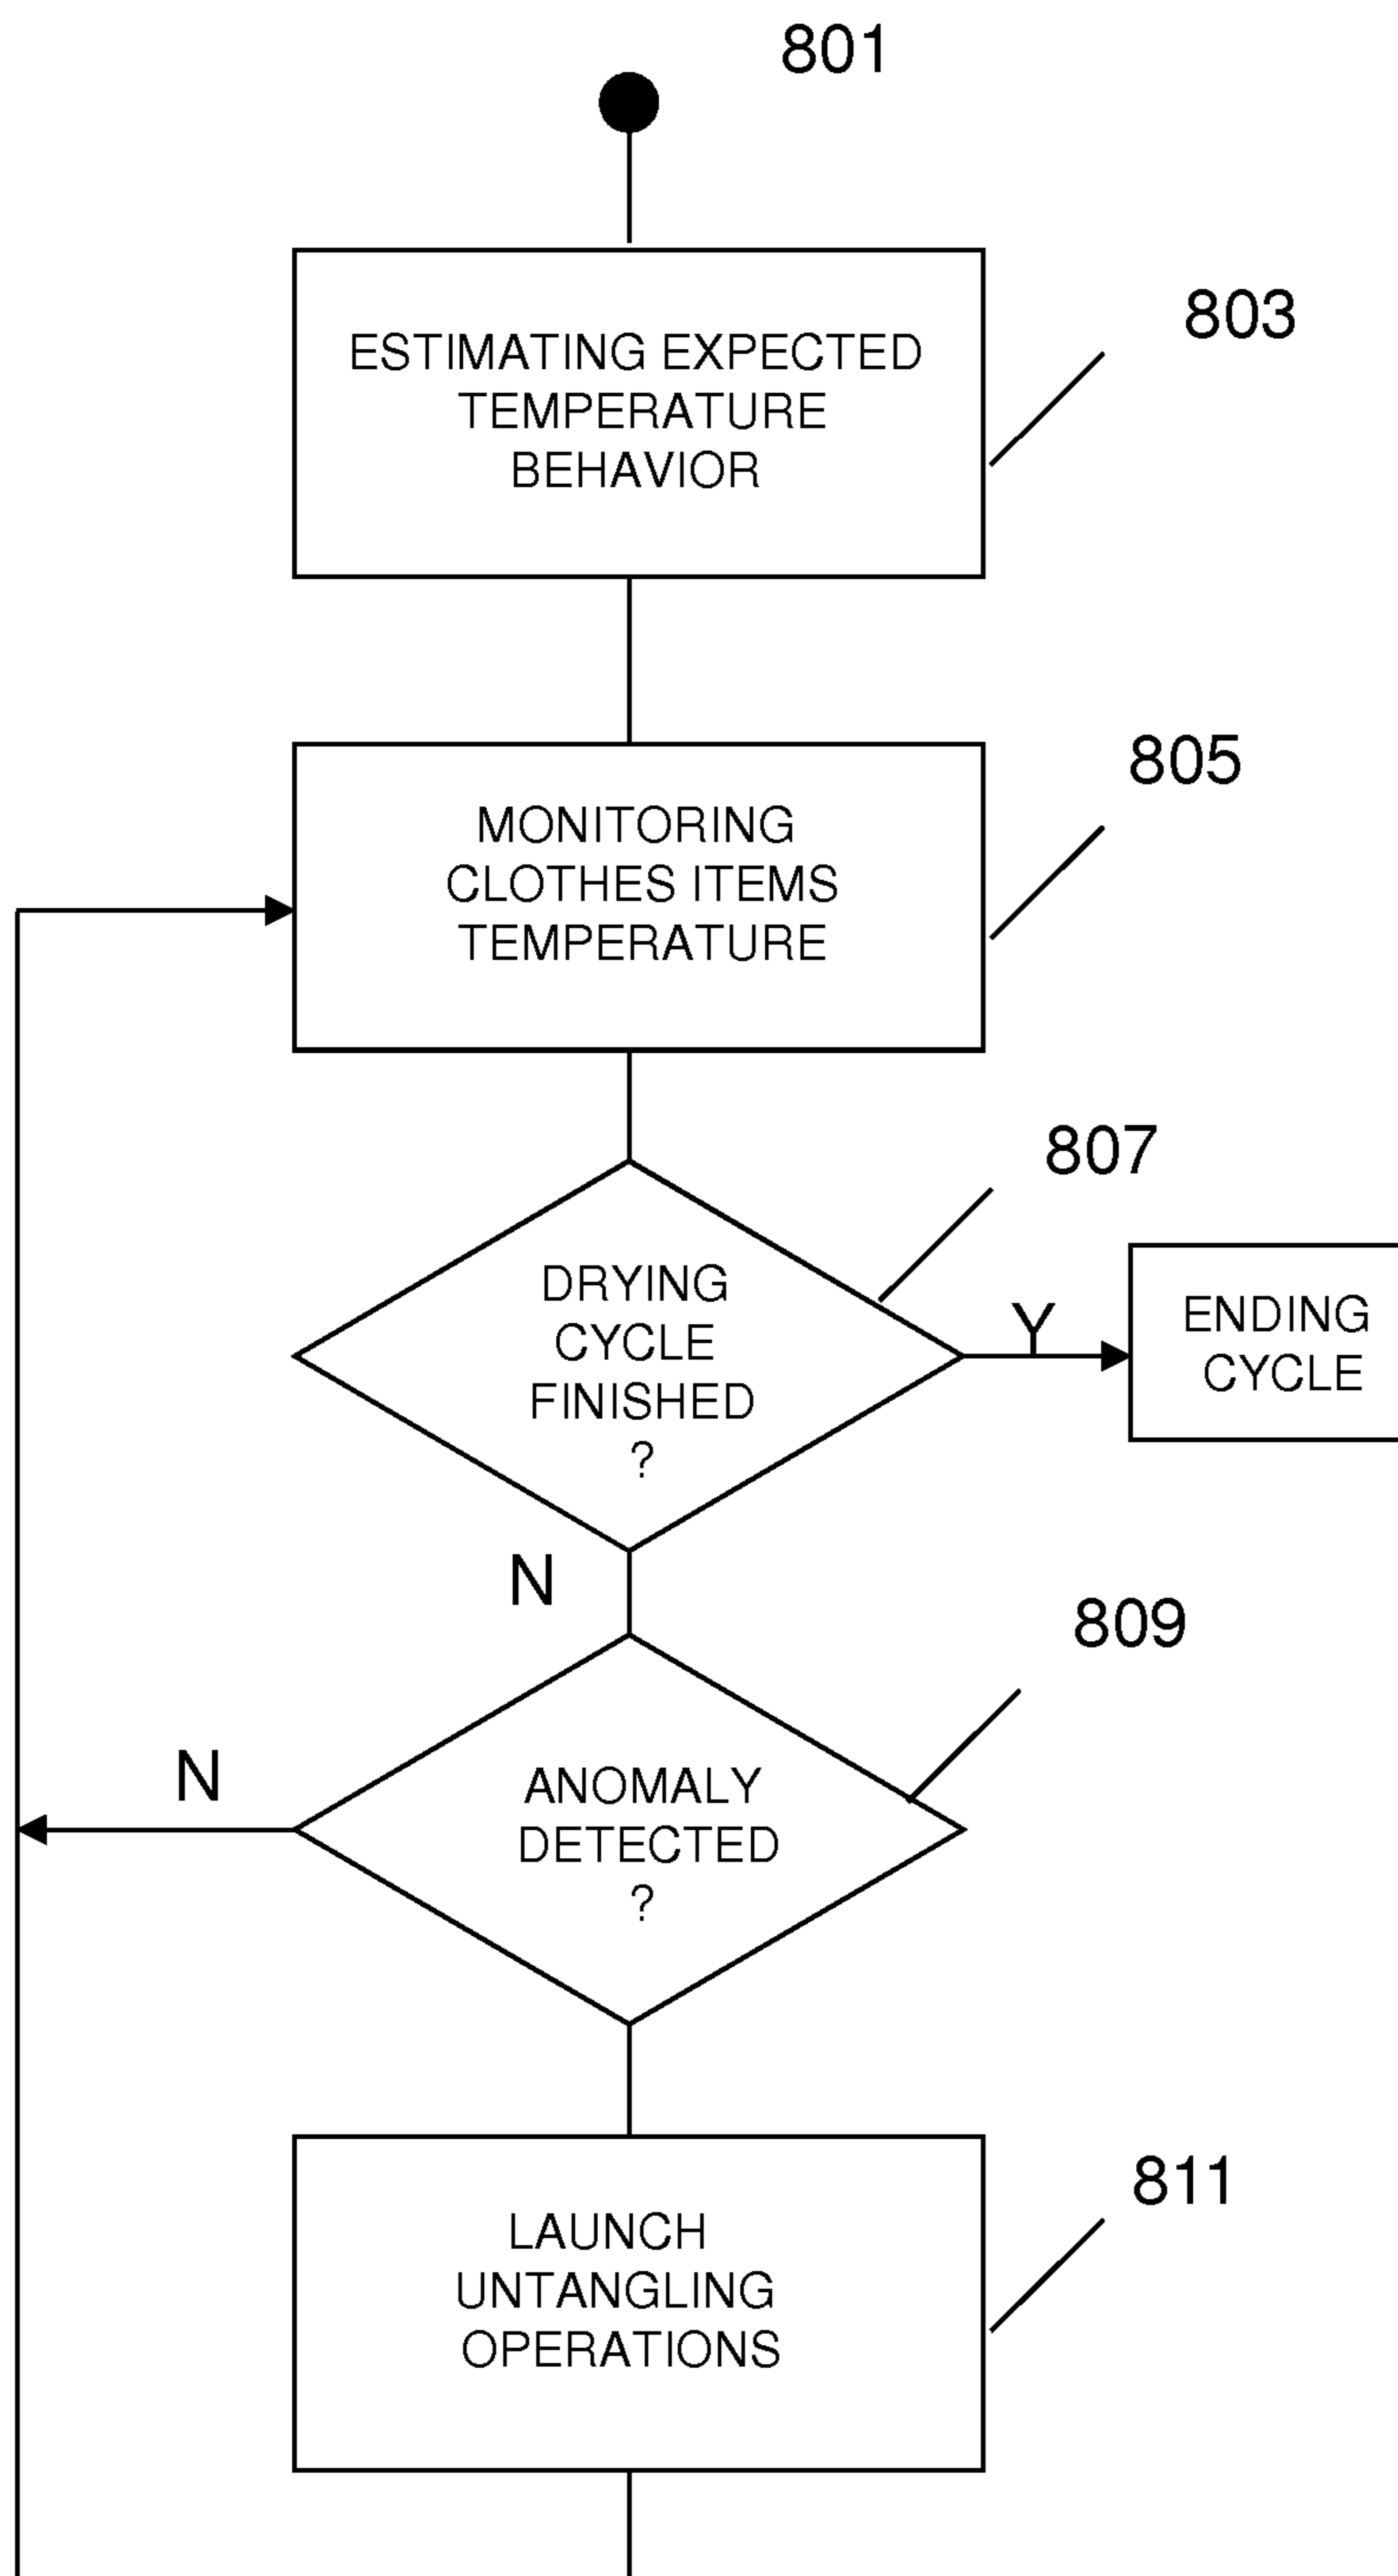 801
ESTIMATING EXPECTED
TEMPERATURE
BEHAVIOR
803
MONITORING
CLOTHES ITEMS
TEMPERATURE
805
DRYING
CYCLE
FINISHED
?
807
Y
ENDING
CYCLE
N
ANOMALY
DETECTED
?
809
N
LAUNCH
UNTANGLING
OPERATIONS
811